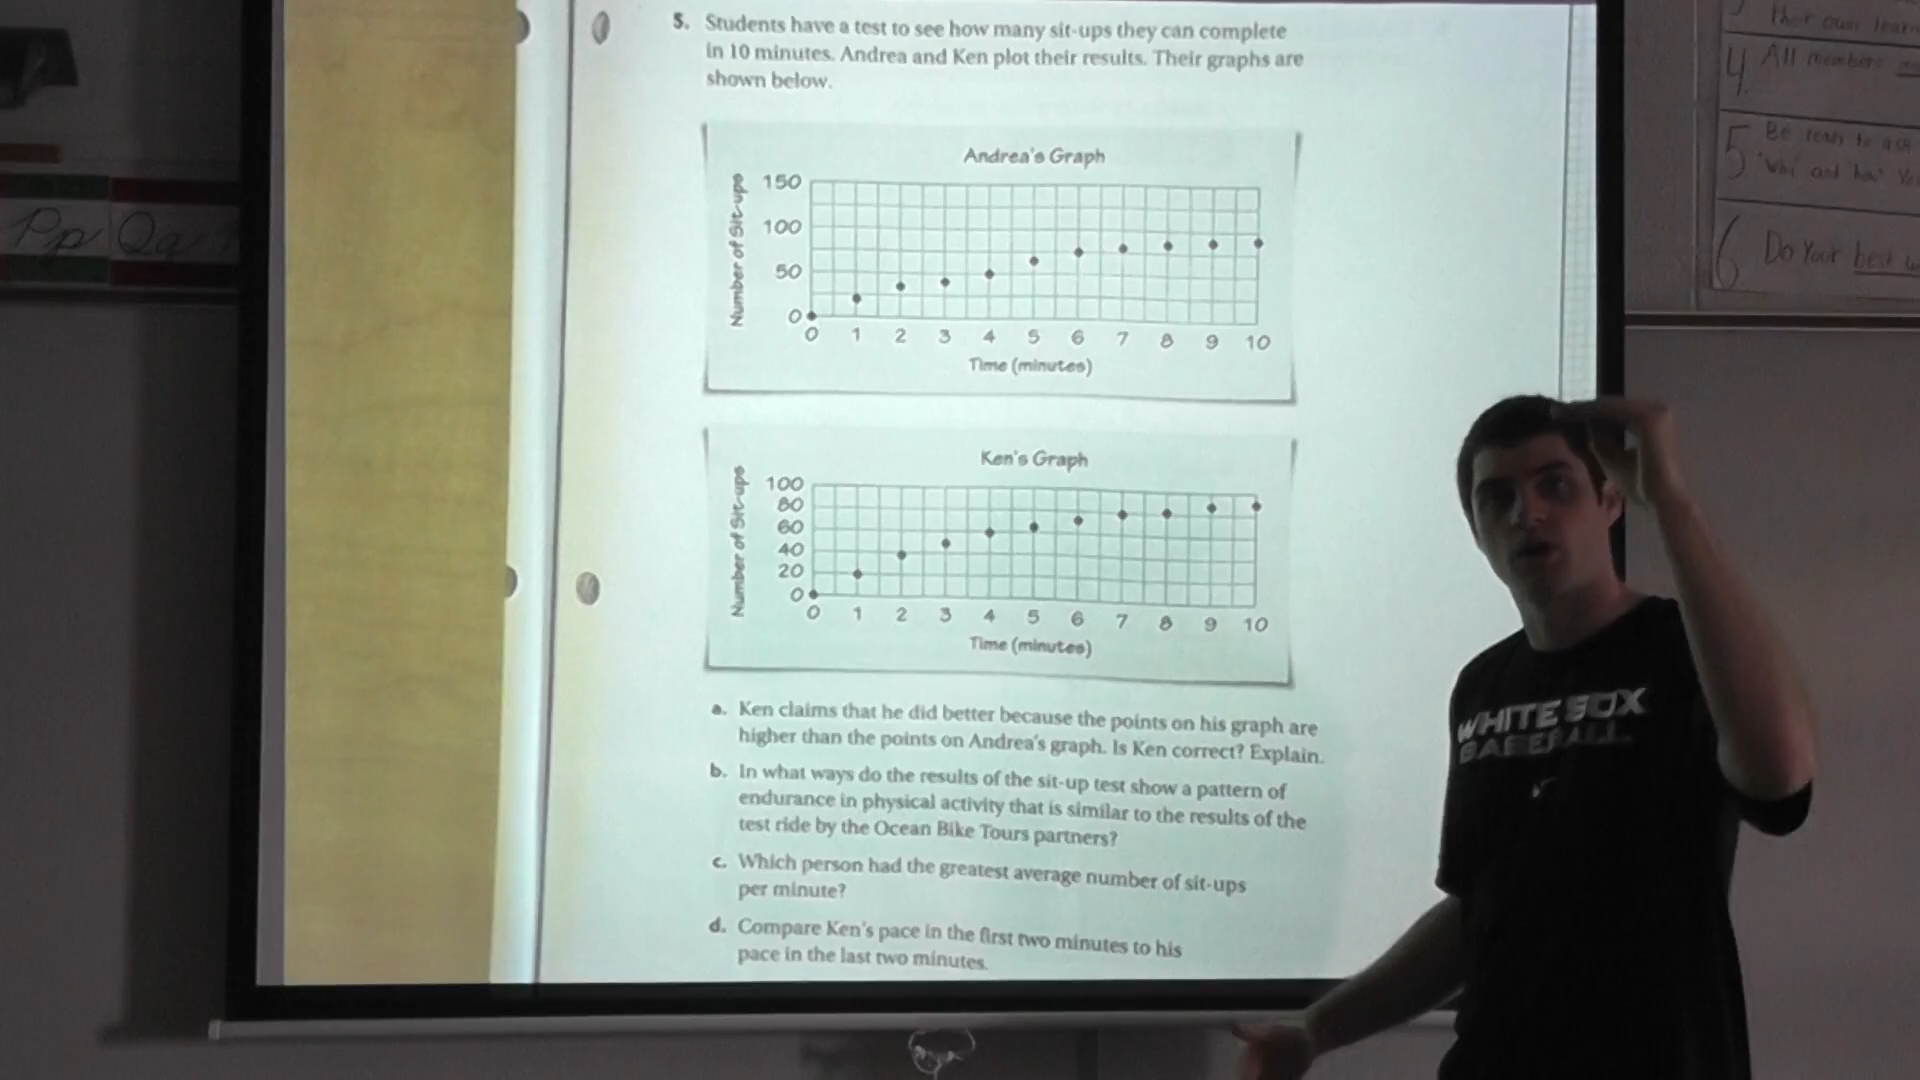 5. Students have a test to see how many sit-ups they can complete
in 10 minutes. Andrea and Ken plot their results. Their graphs are
shown below.
Andrea's Graph
Number of Sit-ups
150
100
50
0
0 1 2 3 4 5 6 7 8 9 10
Time (minutes)
Ken's Graph
Number of Sit-ups
100
80
60
40
20
0
0 1 2 3 4 5 6 7 8 9 10
Time (minutes)
a. Ken claims that he did better because the points on his graph are
higher than the points on Andrea's graph. Is Ken correct? Explain.
b. In what ways do the results of the sit-up test show a pattern of
endurance in physical activity that is similar to the results of the
test ride by the Ocean Bike Tours partners?
c. Which person had the greatest average number of sit-ups
per minute?
d. Compare Ken's pace in the first two minutes to his
pace in the last two minutes.
Pp Qq
own
4. All members
5 Be ready to ask
"Why" and "how"
6. Do Your best
WHITE SOX
BASEBALL